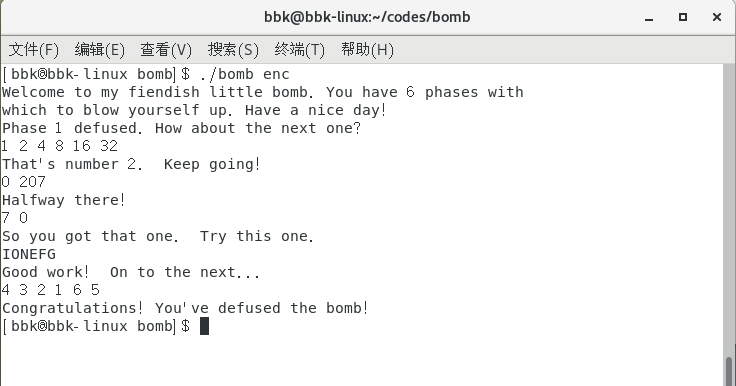 bbk@bbk-linux:~/codes/bomb
文件(F) 编辑(E) 查看(V) 搜索(S) 终端(T) 帮助(H)
[bbk@bbk-linux bomb]$ ./bomb enc
Welcome to my fiendish little bomb. You have 6 phases with
which to blow yourself up. Have a nice day!
Phase 1 defused. How about the next one?
1 2 4 8 16 32
That's number 2.  Keep going!
0 207
Halfway there!
7 0
So you got that one.  Try this one.
IONEFG
Good work!  On to the next...
4 3 2 1 6 5
Congratulations! You've defused the bomb!
[bbk@bbk-linux bomb]$